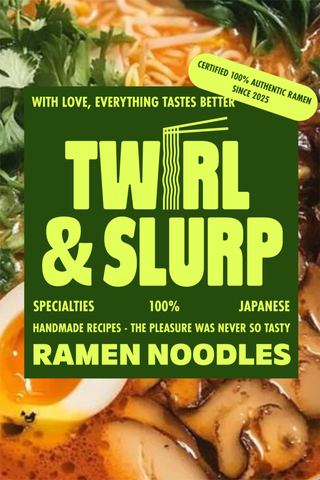 CERTIFIED 100% AUTHENTIC RAMEN
SINCE 2025
WITH LOVE, EVERYTHING TASTES BETTER
TWIRL
& SLURP
SPECIALTIES 100% JAPANESE
HANDMADE RECIPES - THE PLEASURE WAS NEVER SO TASTY
RAMEN NOODLES